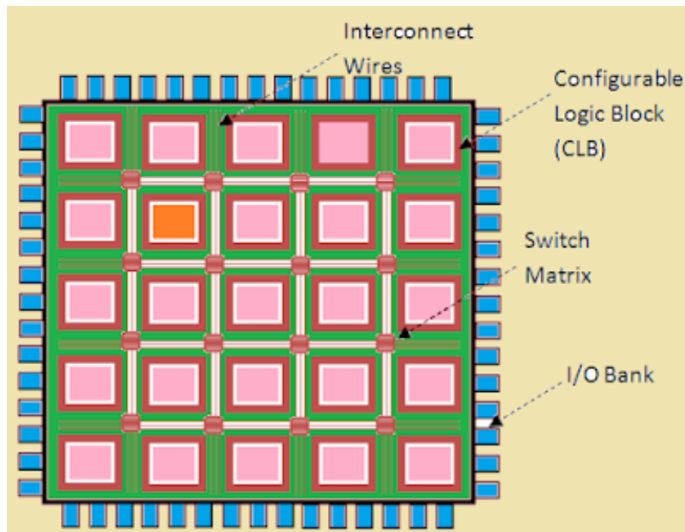 Interconnect
Wires
Configurable
Logic Block
(CLB)
Switch
Matrix
I/O Bank